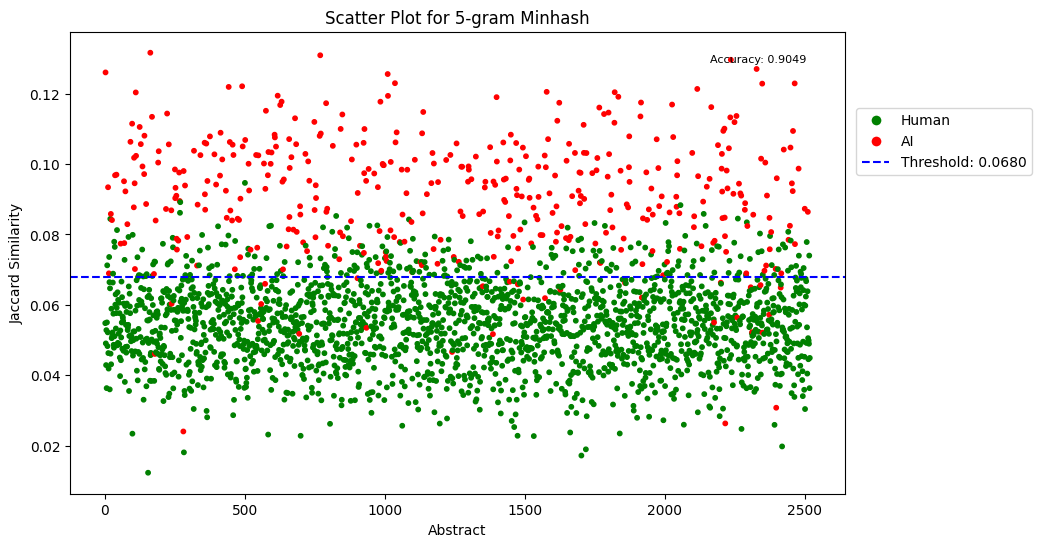 Scatter Plot for 5-gram Minhash
Accuracy: 0.9049
Human
AI
Threshold: 0.0680
Jaccard Similarity
0.12
0.10
0.08
0.06
0.04
0.02
0
500
1000
1500
2000
2500
Abstract